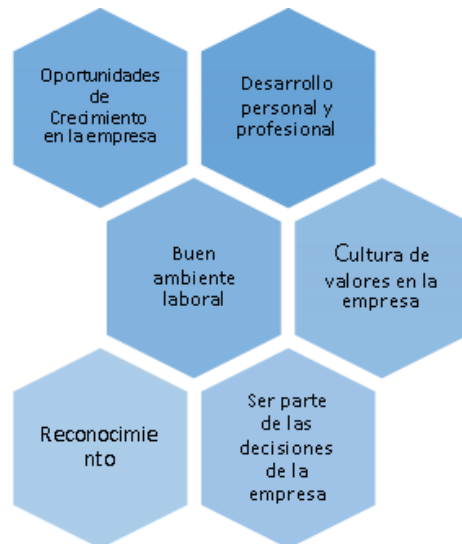 Oportunidades
de
Crecimiento
en la empresa
Desarrollo
personal y
profesional
Buen
ambiente
laboral
Cultura de
valores en la
empresa
Reconocimie
nto
Ser parte
de las
decisiones
de la
empresa